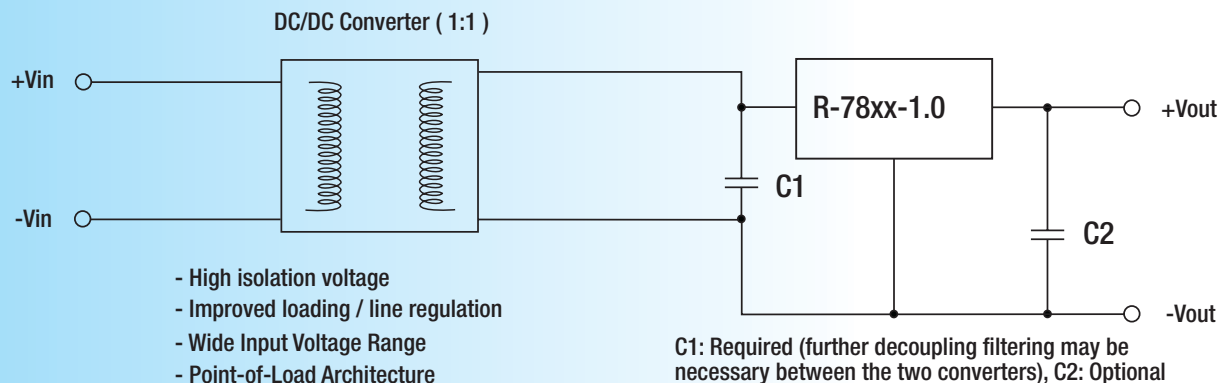 DC/DC Converter ( 1:1 )
+Vin
R-78xx-1.0
+Vout
C1
-Vin
C2
- High isolation voltage
- Improved loading / line regulation
- Wide Input Voltage Range
- Point-of-Load Architecture
-Vout
C1: Required (further decoupling filtering may be
necessary between the two converters), C2: Optional